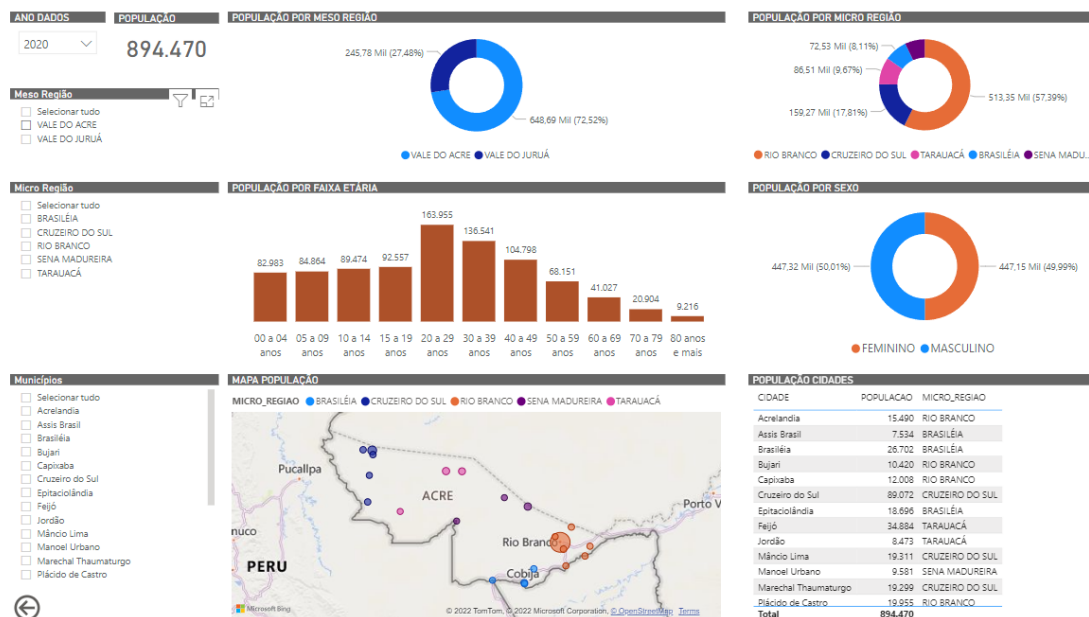 ANO DADOS
2020
POPULAÇÃO
894.470
Meso Região
Selecionar tudo
VALE DO ACRE
VALE DO JURUÁ
POPULAÇÃO POR MESO REGIÃO
245,78 Mil (27,48%)
648,69 Mil (72,52%)
VALE DO ACRE VALE DO JURUÁ
POPULAÇÃO POR MICRO REGIÃO
72,53 Mil (8,11%)
86,51 Mil (9,67%)
159,27 Mil (17,81%)
513,35 Mil (57,39%)
RIO BRANCO CRUZEIRO DO SUL TARAUACÁ BRASILÉIA SENA MADU...
Micro Região
Selecionar tudo
BRASILÉIA
CRUZEIRO DO SUL
RIO BRANCO
SENA MADUREIRA
TARAUACÁ
POPULAÇÃO POR FAIXA ETÁRIA
82.983 84.864 89.474 92.557 163.955 136.541 104.798 68.151 41.027 20.904 9.216
00 a 04 05 a 09 10 a 14 15 a 19 20 a 29 30 a 39 40 a 49 50 a 59 60 a 69 70 a 79 80 anos
anos anos anos anos anos anos anos anos anos anos e mais
POPULAÇÃO POR SEXO
447,32 Mil (50,01%)
447,15 Mil (49,99%)
FEMININO MASCULINO
Municípios
Selecionar tudo
Acrelandia
Assis Brasil
Brasiléia
Bujari
Capixaba
Cruzeiro do Sul
Epitaciolândia
Feijó
Jordão
Mâncio Lima
Manoel Urbano
Marechal Thaumaturgo
Plácido de Castro
MAPA POPULAÇÃO
MICRO_REGIAO BRASILÉIA CRUZEIRO DO SUL RIO BRANCO SENA MADUREIRA TARAUACÁ
Pucallpa
ACRE
Porto V
nuco
Rio Branco
PERU
Cobija
Microsoft Bing
© 2022 TomTom, © 2022 Microsoft Corporation, © OpenStreetMap Terms
POPULAÇÃO CIDADES
CIDADE POPULACAO MICRO_REGIAO
Acrelandia 15.490 RIO BRANCO
Assis Brasil 7.534 BRASILÉIA
Brasiléia 26.702 BRASILÉIA
Bujari 10.420 RIO BRANCO
Capixaba 12.008 RIO BRANCO
Cruzeiro do Sul 89.072 CRUZEIRO DO SUL
Epitaciolândia 18.696 BRASILÉIA
Feijó 34.884 TARAUACÁ
Jordão 8.473 TARAUACÁ
Mâncio Lima 19.311 CRUZEIRO DO SUL
Manoel Urbano 9.581 SENA MADUREIRA
Marechal Thaumaturgo 19.299 CRUZEIRO DO SUL
Plácido de Castro 19.955 RIO BRANCO
Total 894.470